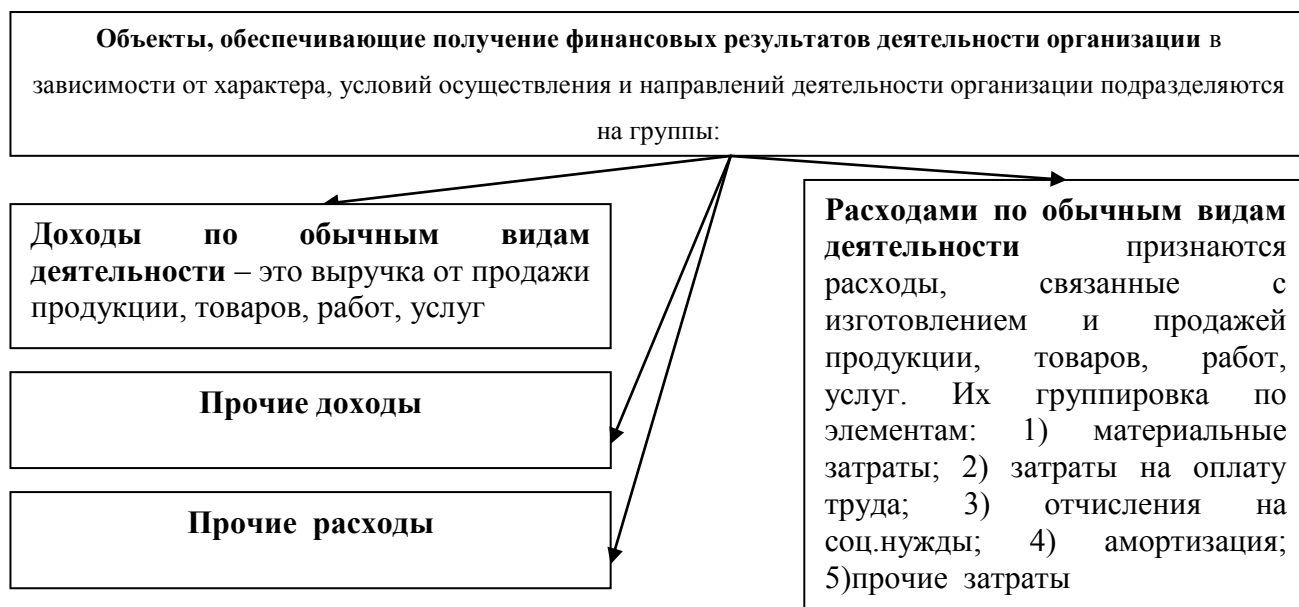 Объекты, обеспечивающие получение финансовых результатов деятельности организации в
зависимости от характера, условий осуществления и направлений деятельности организации подразделяются
на группы:
Доходы по обычным видам
деятельности – это выручка от продажи
продукции, товаров, работ, услуг
Прочие доходы
Прочие расходы
Расходами по обычным видам
деятельности признаются
расходы, связанные с
изготовлением и продажей
продукции, товаров, работ,
услуг. Их группировка по
элементам: 1) материальные
затраты; 2) затраты на оплату
труда; 3) отчисления на
соц.нужды; 4) амортизация;
5)прочие затраты